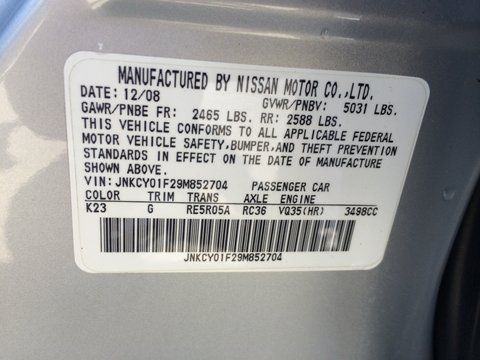 MANUFACTURED BY NISSAN MOTOR CO.,LTD.
DATE: 12/08 GVWR/PNBV: 5031 LBS.
GAWR/PNBE FR: 2465 LBS. RR: 2588 LBS.
THIS VEHICLE CONFORMS TO ALL APPLICABLE FEDERAL
MOTOR VEHICLE SAFETY,BUMPER,AND THEFT PREVENTION
STANDARDS IN EFFECT ON THE DATE OF MANUFACTURE
SHOWN ABOVE.
VIN: JNKCY01F29M852704 PASSENGER CAR
COLOR TRIM TRANS AXLE ENGINE
K23 G RE5R05A RC36 VQ35(HR) 3498CC
JNKCY01F29M852704